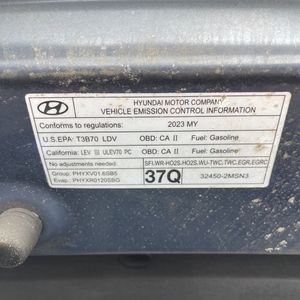 HYUNDAI MOTOR COMPANY
VEHICLE EMISSION CONTROL INFORMATION
Conforms to regulations: 2023 MY
U.S.EPA: T3B70 LDV OBD: CA II Fuel: Gasoline
California: LEV III ULEV70 PC OBD: CA II Fuel: Gasoline
No adjustments needed. SFI,WR-HO2S,HO2S,WU-TWC,TWC,EGR,EGRC
Group: PHYXV01.6SB5
Evap: PHYXR0120SBG
37Q 32450-2MSN3